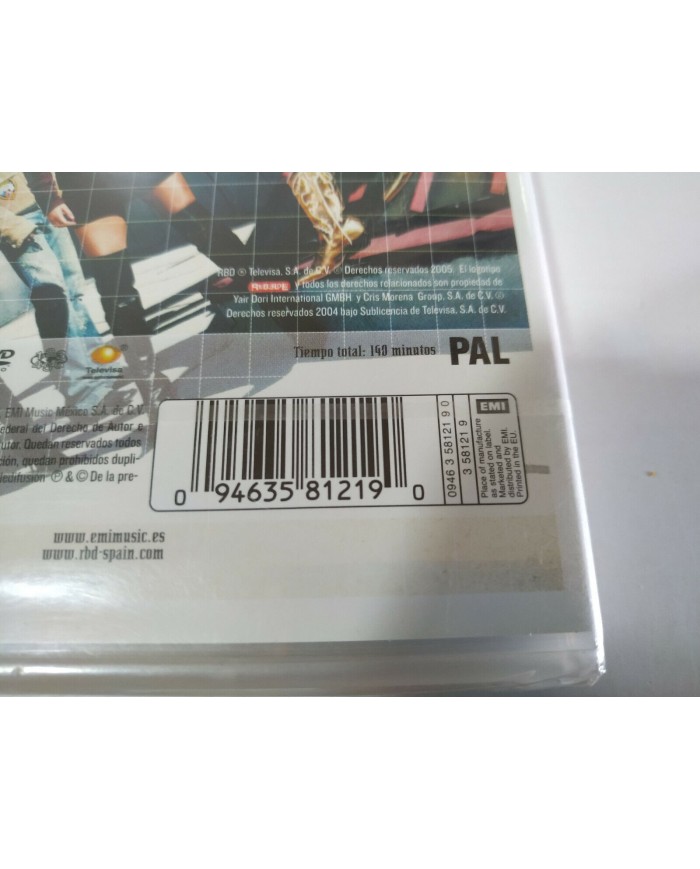 RBD ® Televisa, S.A. de C.V. © Derechos reservados 2005. El logotipo
REBELDE y todos los derechos relacionados son propiedad de
Yair Dori International GMBH y Cris Morena Group, S.A. de C.V. ©
Derechos reservados 2004 bajo Sublicencia de Televisa, S.A. de C.V.
Televisa
Tiempo total: 140 minutos PAL
EMI Music México S.A. de C.V.
ederal del Derecho de Autor e
utor. Quedan reservados todos
ción, quedan prohibidos dupli-
edifusión ℗ & © De la pre-
www.emimusic.es
www.rbd-spain.com
0 94635 81219 0
0946 3 58121 9 0
3 58121 9
EMI
Place of manufacture
as stated on label.
Marketed and
distributed by EMI.
Printed in the EU.